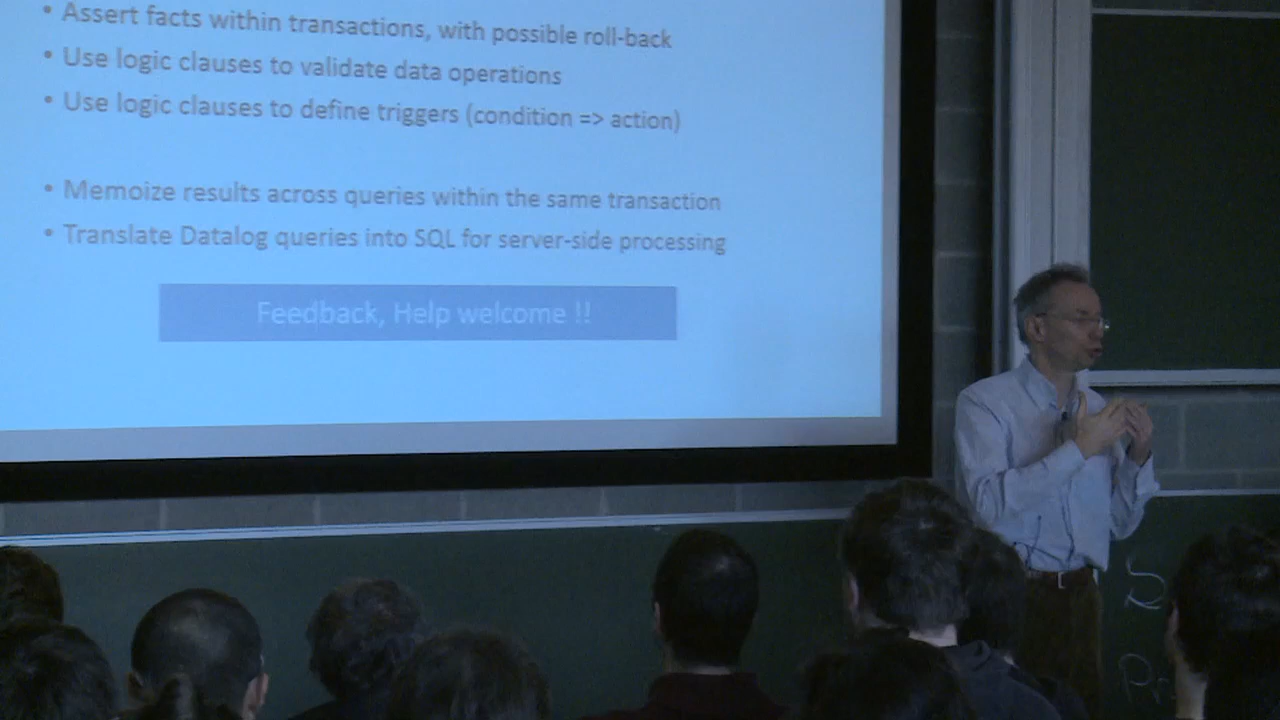 • Assert facts within transactions, with possible roll-back
• Use logic clauses to validate data operations
• Use logic clauses to define triggers (condition => action)
• Memoize results across queries within the same transaction
• Translate Datalog queries into SQL for server-side processing
Feedback, Help welcome !!